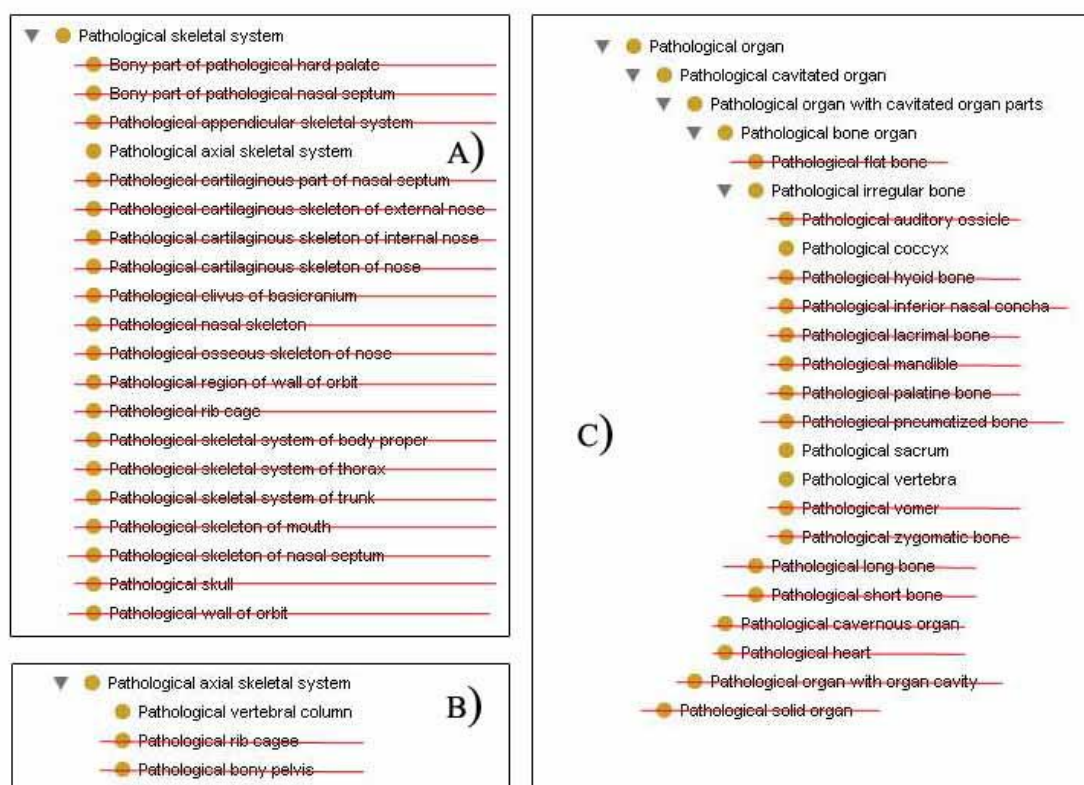 Pathological skeletal system
Bony part of pathological hard palate
Bony part of pathological nasal septum
Pathological appendicular skeletal system
Pathological axial skeletal system
A)
Pathological cartilaginous part of nasal septum
Pathological cartilaginous skeleton of external nose
Pathological cartilaginous skeleton of internal nose
Pathological cartilaginous skeleton of nose
Pathological clivus of basicranium
Pathological nasal skeleton
Pathological osseous skeleton of nose
Pathological region of wall of orbit
Pathological rib cage
Pathological skeletal system of body proper
Pathological skeletal system of thorax
Pathological skeletal system of trunk
Pathological skeleton of mouth
Pathological skeleton of nasal septum
Pathological skull
Pathological wall of orbit
Pathological axial skeletal system
B)
Pathological vertebral column
Pathological rib cagee
Pathological bony pelvis
Pathological organ
Pathological cavitated organ
Pathological organ with cavitated organ parts
Pathological bone organ
Pathological flat bone
Pathological irregular bone
Pathological auditory ossicle
Pathological coccyx
Pathological hyoid bone
Pathological inferior nasal concha
Pathological lacrimal bone
Pathological mandible
Pathological palatine bone
Pathological pneumatized bone
C)
Pathological sacrum
Pathological vertebra
Pathological vomer
Pathological zygomatic bone
Pathological long bone
Pathological short bone
Pathological cavernous organ
Pathological heart
Pathological organ with organ cavity
Pathological solid organ